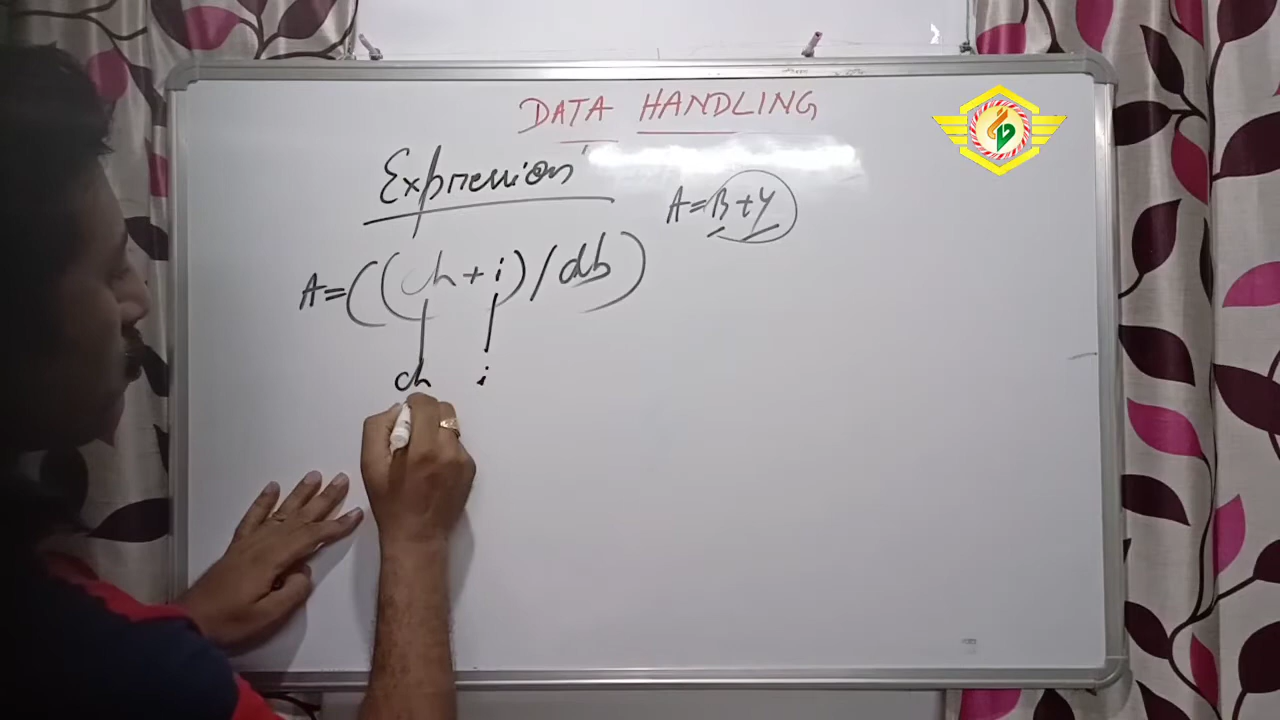 DATA HANDLING
Expression
A=B+Y
A=((ch+i)/db)
ch i